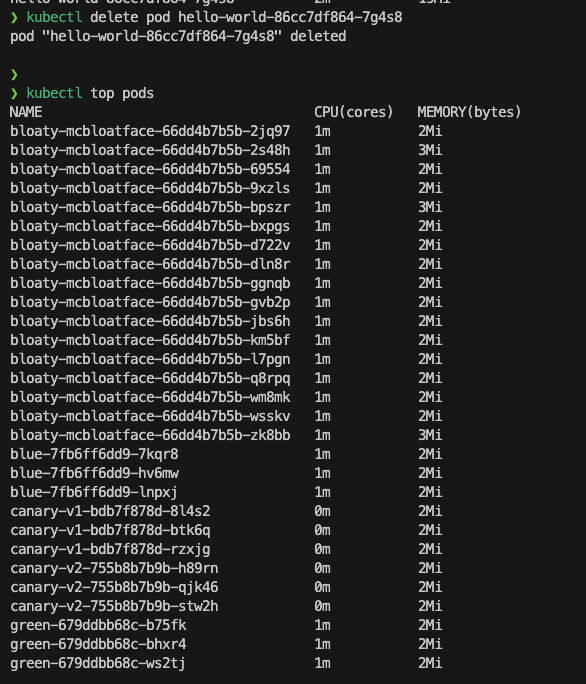 ❯ kubectl delete pod hello-world-86cc7df864-7g4s8
pod "hello-world-86cc7df864-7g4s8" deleted
❯
❯ kubectl top pods
NAME CPU(cores) MEMORY(bytes)
bloaty-mcbloatface-66dd4b7b5b-2jq97 1m 2Mi
bloaty-mcbloatface-66dd4b7b5b-2s48h 1m 3Mi
bloaty-mcbloatface-66dd4b7b5b-69554 1m 2Mi
bloaty-mcbloatface-66dd4b7b5b-9xzls 1m 2Mi
bloaty-mcbloatface-66dd4b7b5b-bpszr 1m 3Mi
bloaty-mcbloatface-66dd4b7b5b-bxpgs 1m 2Mi
bloaty-mcbloatface-66dd4b7b5b-d722v 1m 2Mi
bloaty-mcbloatface-66dd4b7b5b-dln8r 1m 2Mi
bloaty-mcbloatface-66dd4b7b5b-ggnqb 1m 2Mi
bloaty-mcbloatface-66dd4b7b5b-gvb2p 1m 2Mi
bloaty-mcbloatface-66dd4b7b5b-jbs6h 1m 2Mi
bloaty-mcbloatface-66dd4b7b5b-km5bf 1m 2Mi
bloaty-mcbloatface-66dd4b7b5b-l7pgn 1m 2Mi
bloaty-mcbloatface-66dd4b7b5b-q8rpq 1m 2Mi
bloaty-mcbloatface-66dd4b7b5b-wm8mk 1m 2Mi
bloaty-mcbloatface-66dd4b7b5b-wsskv 1m 2Mi
bloaty-mcbloatface-66dd4b7b5b-zk8bb 1m 3Mi
blue-7fb6ff6dd9-7kqr8 1m 2Mi
blue-7fb6ff6dd9-hv6mw 1m 2Mi
blue-7fb6ff6dd9-lnpxj 1m 2Mi
canary-v1-bdb7f878d-8l4s2 0m 2Mi
canary-v1-bdb7f878d-btk6q 0m 2Mi
canary-v1-bdb7f878d-rzxjg 0m 2Mi
canary-v2-755b8b7b9b-h89rn 0m 2Mi
canary-v2-755b8b7b9b-qjk46 0m 2Mi
canary-v2-755b8b7b9b-stw2h 0m 2Mi
green-679ddbb68c-b75fk 1m 2Mi
green-679ddbb68c-bhxr4 1m 2Mi
green-679ddbb68c-ws2tj 1m 2Mi